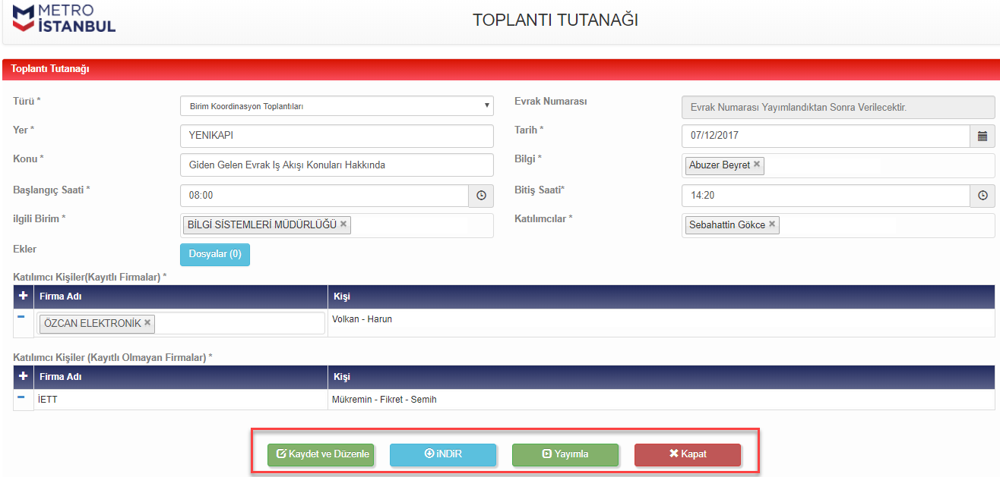 METRO
İSTANBUL
TOPLANTI TUTANAĞI
Toplantı Tutanağı
Türü *
Birim Koordinasyon Toplantıları
Evrak Numarası
Evrak Numarası Yayımlandıktan Sonra Verilecektir.
Yer *
YENIKAPI
Tarih *
07/12/2017
Konu *
Giden Gelen Evrak Iş Akışı Konuları Hakkında
Bilgi *
Abuzer Beyret ×
Başlangıç Saati *
08:00
Bitiş Saati*
14:20
ilgili Birim *
BİLGİ SİSTEMLERİ MÜDÜRLÜĞÜ ×
Katılımcılar *
Sebahattin Gökce ×
Ekler
Dosyalar (0)
Katılımcı Kişiler(Kayıtlı Firmalar) *
+ Firma Adı Kişi
- ÖZCAN ELEKTRONİK × Volkan - Harun
Katılımcı Kişiler (Kayıtlı Olmayan Firmalar) *
+ Firma Adı Kişi
- İETT Mükremin - Fikret - Semih
Kaydet ve Düzenle iNDiR Yayımla Kapat